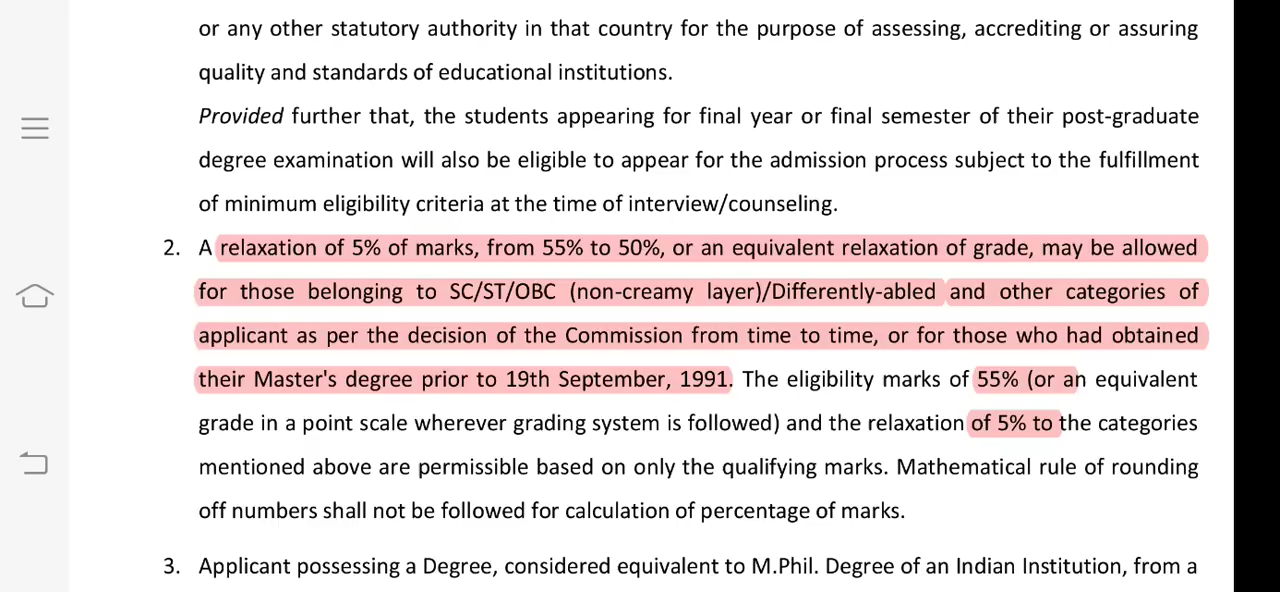 or any other statutory authority in that country for the purpose of assessing, accrediting or assuring
quality and standards of educational institutions.
Provided further that, the students appearing for final year or final semester of their post-graduate
degree examination will also be eligible to appear for the admission process subject to the fulfillment
of minimum eligibility criteria at the time of interview/counseling.
2. A relaxation of 5% of marks, from 55% to 50%, or an equivalent relaxation of grade, may be allowed
for those belonging to SC/ST/OBC (non-creamy layer)/Differently-abled and other categories of
applicant as per the decision of the Commission from time to time, or for those who had obtained
their Master's degree prior to 19th September, 1991. The eligibility marks of 55% (or an equivalent
grade in a point scale wherever grading system is followed) and the relaxation of 5% to the categories
mentioned above are permissible based on only the qualifying marks. Mathematical rule of rounding
off numbers shall not be followed for calculation of percentage of marks.
3. Applicant possessing a Degree, considered equivalent to M.Phil. Degree of an Indian Institution, from a